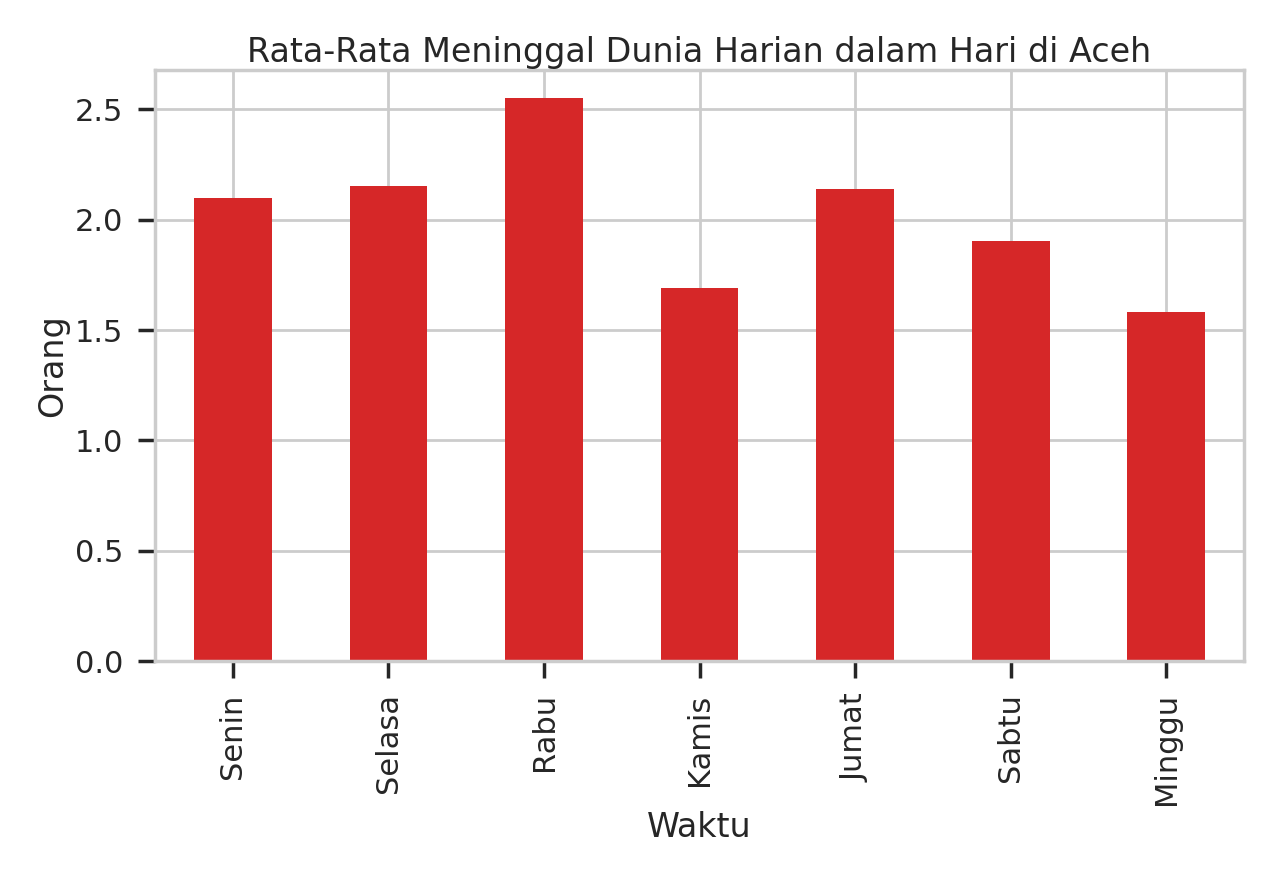 Rata-Rata Meninggal Dunia Harian dalam Hari di Aceh
Orang
2.5
2.0
1.5
1.0
0.5
0.0
Senin
Selasa
Rabu
Kamis
Jumat
Sabtu
Minggu
Waktu